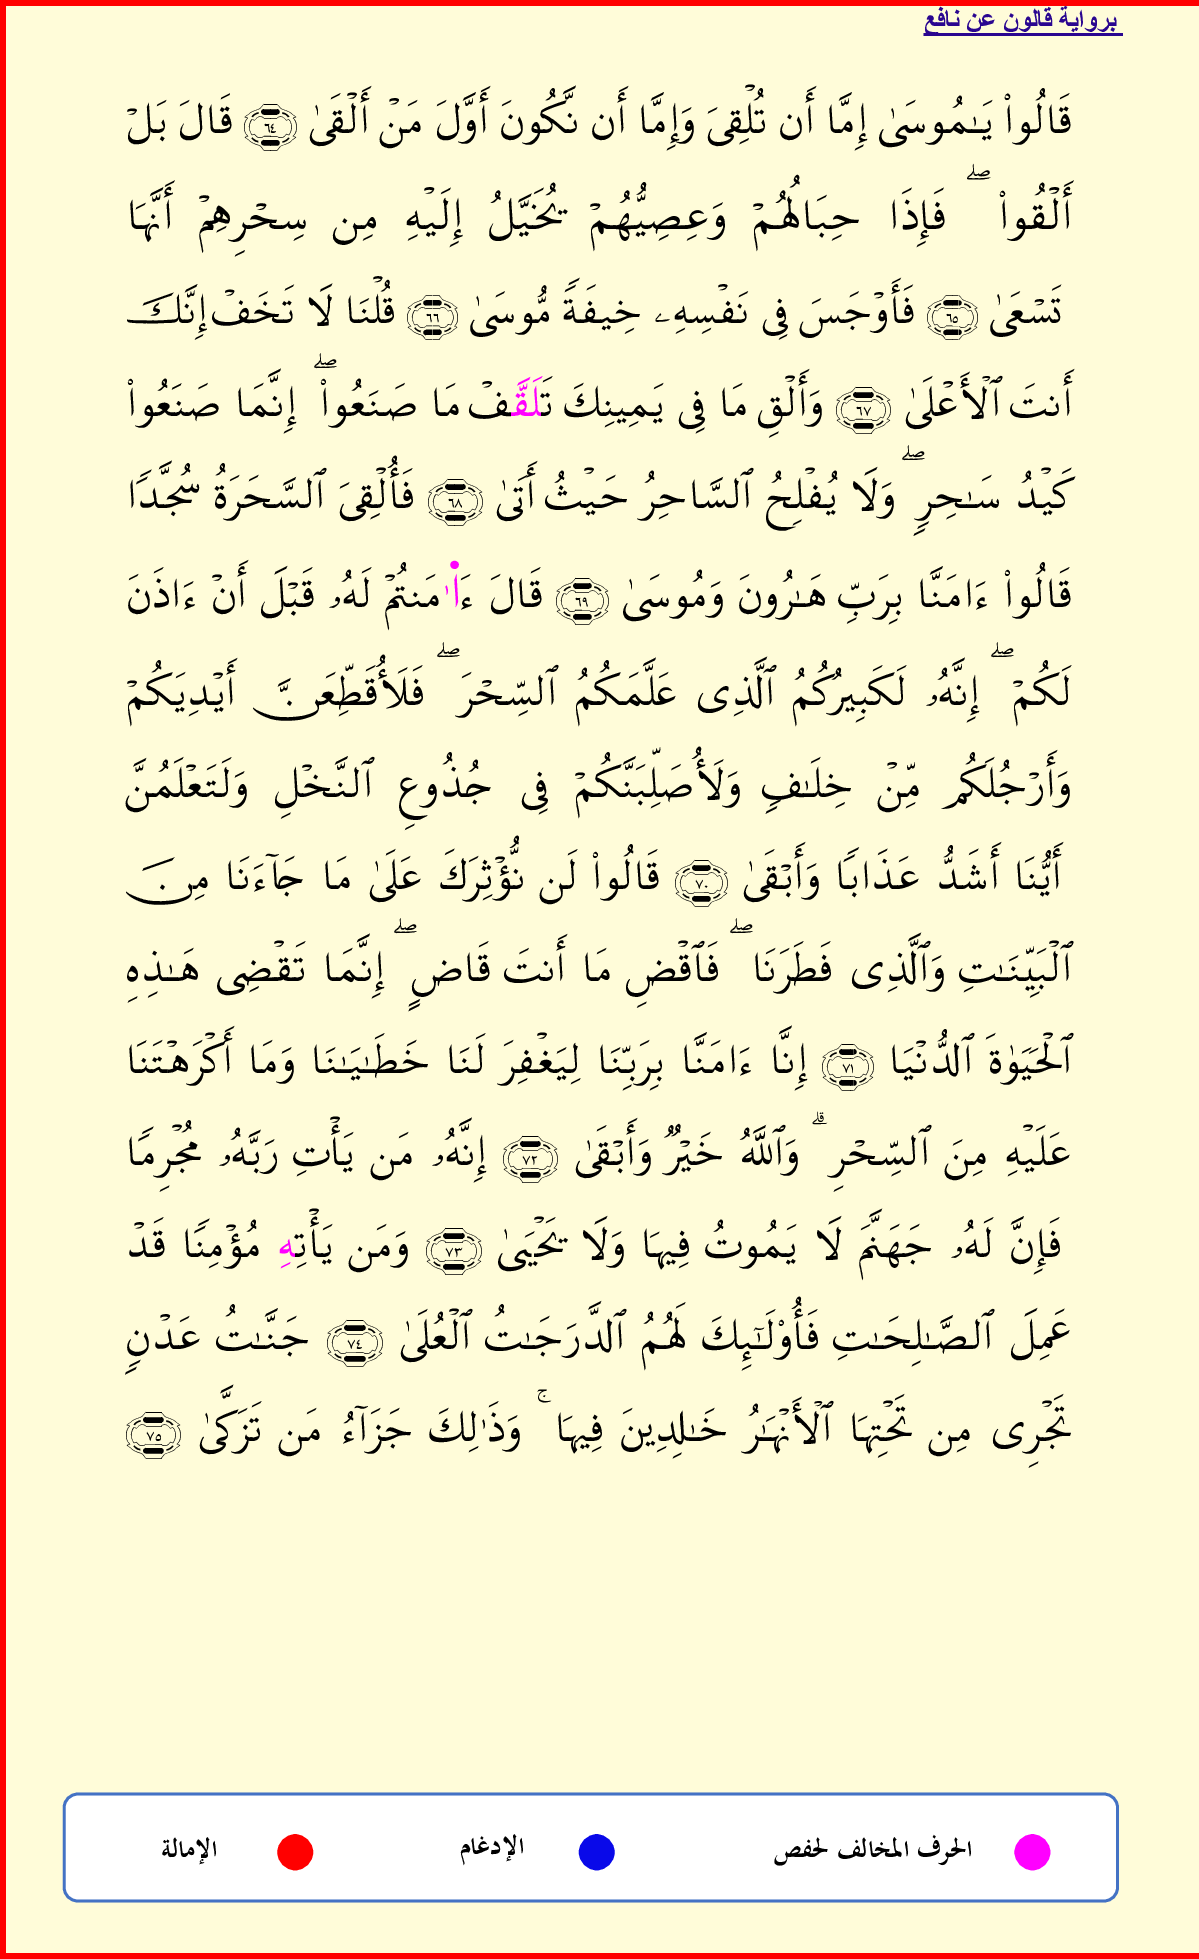 برواية قالون عن نافع
قَالُواْ يَـٰمُوسَىٰ إِمَّا أَن تُلۡقِيَ وَإِمَّا أَن نَّكُونَ أَوَّلَ مَنۡ أَلۡقَىٰ ٦٤ قَالَ بَلۡ
أَلۡقُواْۖ فَإِذَا حِبَالُهُمۡ وَعِصِيُّهُمۡ يُخَيَّلُ إِلَيۡهِ مِن سِحۡرِهِمۡ أَنَّهَا
تَسۡعَىٰ ٦٥ فَأَوۡجَسَ فِي نَفۡسِهِۦ خِيفَةً مُّوسَىٰ ٦٦ قُلۡنَا لَا تَخَفۡ إِنَّكَ
أَنتَ ٱلۡأَعۡلَىٰ ٦٧ وَأَلۡقِ مَا فِي يَمِينِكَ تَلَقَّفۡ مَا صَنَعُواْۖ إِنَّمَا صَنَعُواْ
كَيۡدُ سَـٰحِرٍۖ وَلَا يُفۡلِحُ ٱلسَّاحِرُ حَيۡثُ أَتَىٰ ٦٨ فَأُلۡقِيَ ٱلسَّحَرَةُ سُجَّدًا
قَالُواْ ءَامَنَّا بِرَبِّ هَـٰرُونَ وَمُوسَىٰ ٦٩ قَالَ ءَاٰ۬مَنتُمۡ لَهُۥ قَبۡلَ أَنۡ ءَاذَنَ
لَكُمۡۖ إِنَّهُۥ لَكَبِيرُكُمُ ٱلَّذِي عَلَّمَكُمُ ٱلسِّحۡرَۖ فَلَأُقَطِّعَنَّ أَيۡدِيَكُمۡ
وَأَرۡجُلَكُم مِّنۡ خِلَـٰفٍ وَلَأُصَلِّبَنَّكُمۡ فِي جُذُوعِ ٱلنَّخۡلِ وَلَتَعۡلَمُنَّ
أَيُّنَا أَشَدُّ عَذَابًا وَأَبۡقَىٰ ٧٠ قَالُواْ لَن نُّؤۡثِرَكَ عَلَىٰ مَا جَآءَنَا مِنَ
ٱلۡبَيِّنَـٰتِ وَٱلَّذِي فَطَرَنَاۖ فَٱقۡضِ مَا أَنتَ قَاضٍۖ إِنَّمَا تَقۡضِي هَـٰذِهِ
ٱلۡحَيَوٰةَ ٱلدُّنۡيَا ٧١ إِنَّا ءَامَنَّا بِرَبِّنَا لِيَغۡفِرَ لَنَا خَطَـٰيَـٰنَا وَمَا أَكۡرَهۡتَنَا
عَلَيۡهِ مِنَ ٱلسِّحۡرِۗ وَٱللَّهُ خَيۡرٌ وَأَبۡقَىٰ ٧٢ إِنَّهُۥ مَن يَأۡتِ رَبَّهُۥ مُجۡرِمًا
فَإِنَّ لَهُۥ جَهَنَّمَ لَا يَمُوتُ فِيهَا وَلَا يَحۡيَىٰ ٧٣ وَمَن يَأۡتِهِ مُؤۡمِنًا قَدۡ
عَمِلَ ٱلصَّـٰلِحَـٰتِ فَأُوْلَـٰٓئِكَ لَهُمُ ٱلدَّرَجَـٰتُ ٱلۡعُلَىٰ ٧٤ جَنَّـٰتُ عَدۡنٍ
تَجۡرِي مِن تَحۡتِهَا ٱلۡأَنۡهَـٰرُ خَـٰلِدِينَ فِيهَاۚ وَذَٰلِكَ جَزَآءُ مَن تَزَكَّىٰ ٧٥
الحرف المخالف لحفص الإدغام الإمالة